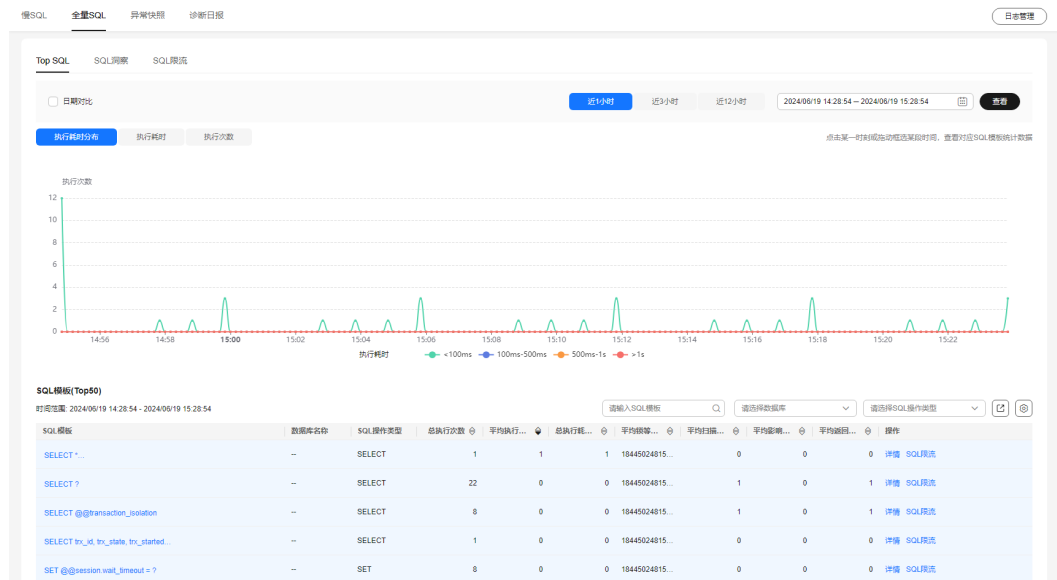 慢SQL 全量SQL 异常快照 诊断日报 日志管理
Top SQL SQL洞察 SQL限流
日期对比 近1小时 近3小时 近12小时 2024/06/19 14:28:54 -- 2024/06/19 15:28:54 查看
执行耗时分布 执行耗时 执行次数 点击某一时刻或拖动框选某段时间，查看对应SQL模板统计数据
执行次数
12
10
8
6
4
2
0
14:56 14:58 15:00 15:02 15:04 15:06 15:08 15:10 15:12 15:14 15:16 15:18 15:20 15:22
执行耗时 <100ms 100ms-500ms 500ms-1s >1s
SQL模板(Top50)
时间范围: 2024/06/19 14:28:54 - 2024/06/19 15:28:54 请输入SQL模板 请选择数据库 请选择SQL操作类型
SQL模板 数据库名称 SQL操作类型 总执行次数 平均执行... 总执行耗... 平均锁等... 平均扫描... 平均影响... 平均返回... 操作
SELECT *... -- SELECT 1 1 1 18445024815... 0 0 0 详情 SQL限流
SELECT ? -- SELECT 22 0 0 18445024815... 1 0 1 详情 SQL限流
SELECT @@transaction_isolation -- SELECT 8 0 0 18445024815... 1 0 1 详情 SQL限流
SELECT trx_id, trx_state, trx_started... -- SELECT 1 0 0 18445024815... 0 0 0 详情 SQL限流
SET @@session.wait_timeout = ? -- SET 8 0 0 18445024815... 0 0 0 详情 SQL限流